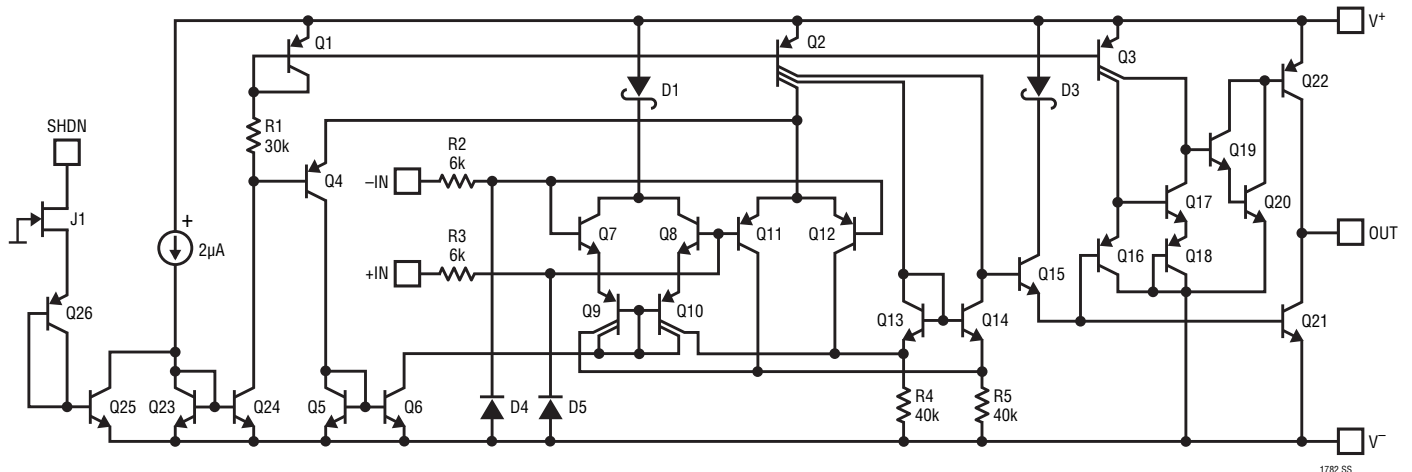 V+
Q1
Q2
Q3
D1
D3
Q22
SHDN
R1
30k
R2
6k
Q19
Q4
–IN
J1
+
2µA
Q7
Q8
Q11
Q12
Q17
Q20
R3
6k
+IN
OUT
Q16
Q18
Q15
Q26
Q9
Q10
Q13
Q14
Q21
Q25
Q23
Q24
Q5
Q6
D4
D5
R4
40k
R5
40k
V–
1782 SS